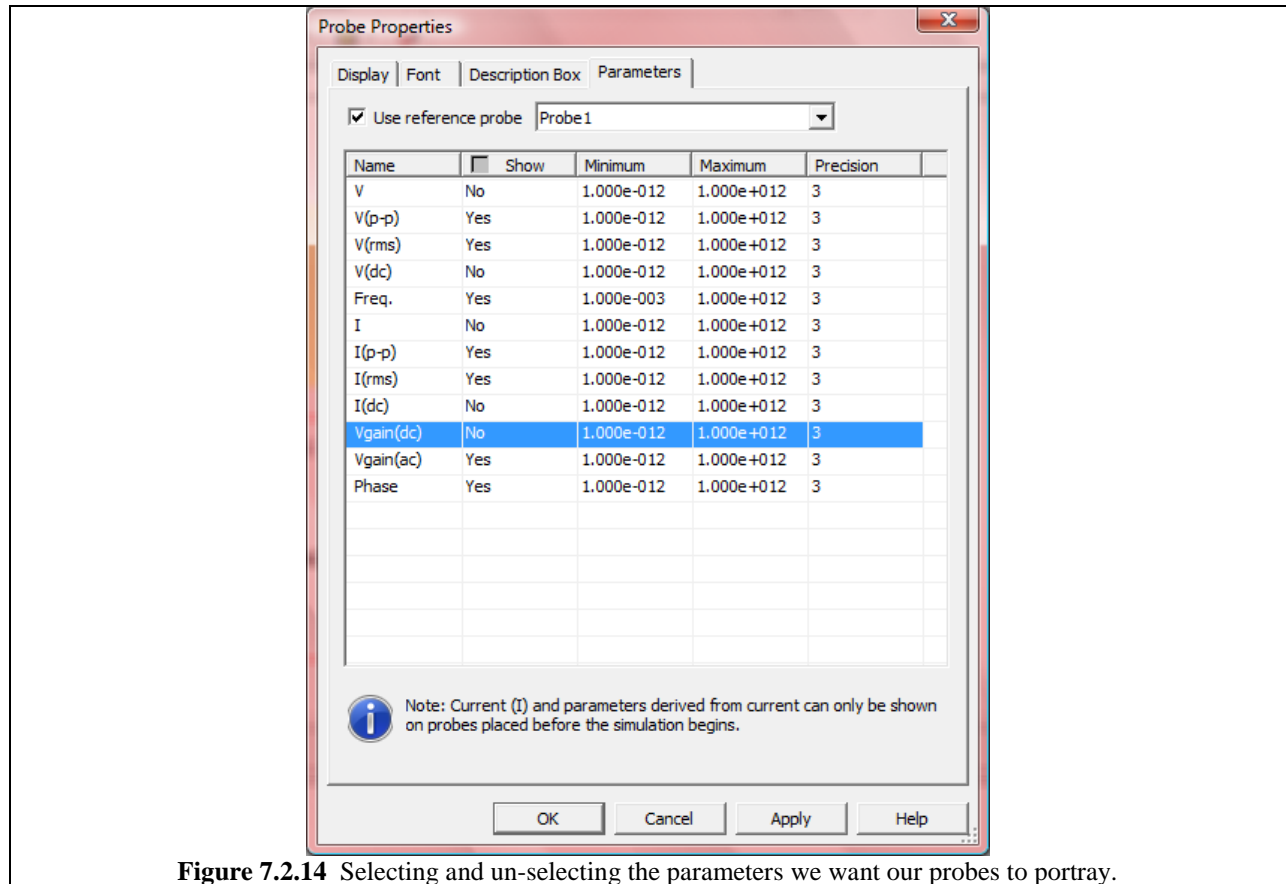 Probe Properties
Display Font Description Box Parameters
Use reference probe Probe1
Name Show Minimum Maximum Precision
V No 1.000e-012 1.000e+012 3
V(p-p) Yes 1.000e-012 1.000e+012 3
V(rms) Yes 1.000e-012 1.000e+012 3
V(dc) No 1.000e-012 1.000e+012 3
Freq. Yes 1.000e-003 1.000e+012 3
I No 1.000e-012 1.000e+012 3
I(p-p) Yes 1.000e-012 1.000e+012 3
I(rms) Yes 1.000e-012 1.000e+012 3
I(dc) No 1.000e-012 1.000e+012 3
Vgain(dc) No 1.000e-012 1.000e+012 3
Vgain(ac) Yes 1.000e-012 1.000e+012 3
Phase Yes 1.000e-012 1.000e+012 3
Note: Current (I) and parameters derived from current can only be shown
on probes placed before the simulation begins.
OK Cancel Apply Help
Figure 7.2.14 Selecting and un-selecting the parameters we want our probes to portray.